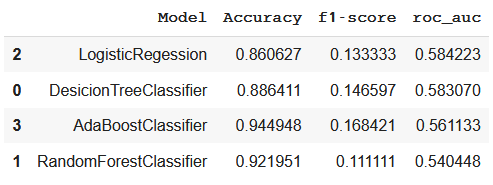 Model Accuracy f1-score roc_auc
2 LogisticRegression 0.860627 0.133333 0.584223
0 DesicionTreeClassifier 0.886411 0.146597 0.583070
3 AdaBoostClassifier 0.944948 0.168421 0.561133
1 RandomForestClassifier 0.921951 0.111111 0.540448